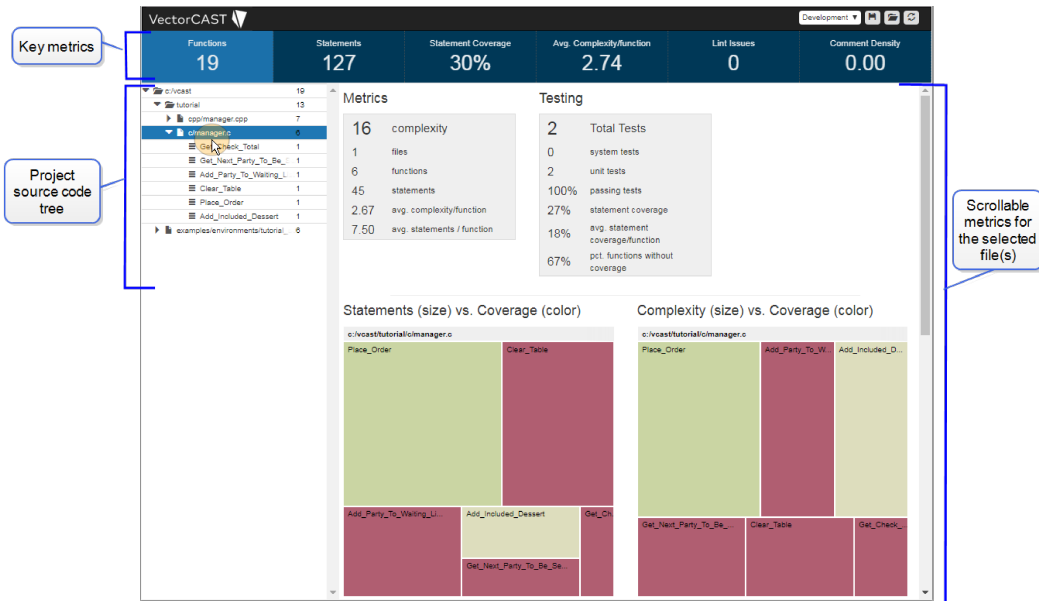 VectorCAST
Development
Key metrics
Functions
19
Statements
127
Statement Coverage
30%
Avg. Complexity/function
2.74
Lint Issues
0
Comment Density
0.00
Project
source code
tree
c:/vcast 19
tutorial 13
cpp/manager.cpp 7
c/manager.c 6
Get_Check_Total 1
Get_Next_Party_To_Be_ 1
Add_Party_To_Waiting_L 1
Clear_Table 1
Place_Order 1
Add_Included_Dessert 1
examples/environments/tutorial_ 6
Metrics
16 complexity
1 files
6 functions
45 statements
2.67 avg. complexity/function
7.50 avg. statements / function
Testing
2 Total Tests
0 system tests
2 unit tests
100% passing tests
27% statement coverage
18% avg. statement
coverage/function
67% pct. functions without
coverage
Scrollable
metrics for
the selected
file(s)
Statements (size) vs. Coverage (color)
c:/vcast/tutorial/c/manager.c
Place_Order
Clear_Table
Add_Party_To_Waiting_Li...
Add_Included_Dessert
Get_Ch
Get_Next_Party_To_Be_Se...
Complexity (size) vs. Coverage (color)
c:/vcast/tutorial/c/manager.c
Place_Order
Add_Party_To_W...
Add_Included_D...
Get_Next_Party_To_Be_...
Clear_Table
Get_Check_...